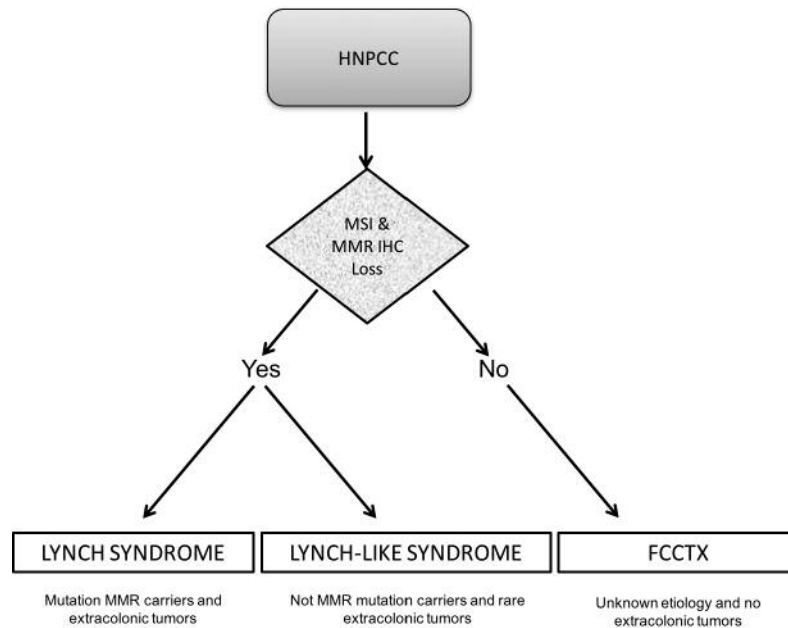 HNPCC
MSI &
MMR IHC
Loss
Yes
No
LYNCH SYNDROME
LYNCH-LIKE SYNDROME
FCCTX
Mutation MMR carriers and
extracolonic tumors
Not MMR mutation carriers and rare
extracolonic tumors
Unknown etiology and no
extracolonic tumors